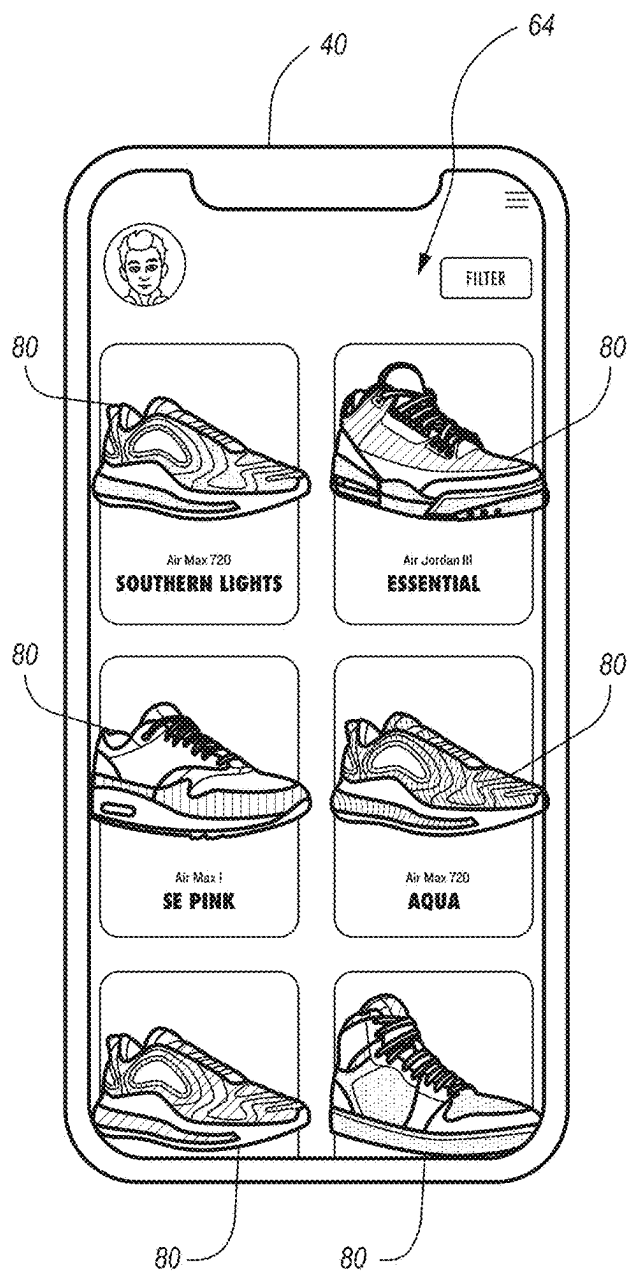 64
40
FILTER
80
80
Air Max 720
SOUTHERN LIGHTS
Air Jordan III
ESSENTIAL
80
80
Air Max I
SE PINK
Air Max 720
AQUA
80
80